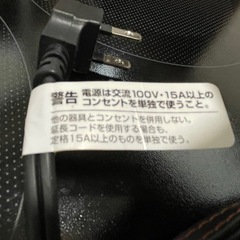 警告 電源は交流100V・15A以上の
コンセントを単独で使うこと。
他の器具とコンセントを併用しない。
延長コードを使用する場合も、
定格15A以上のものを単独で使う。